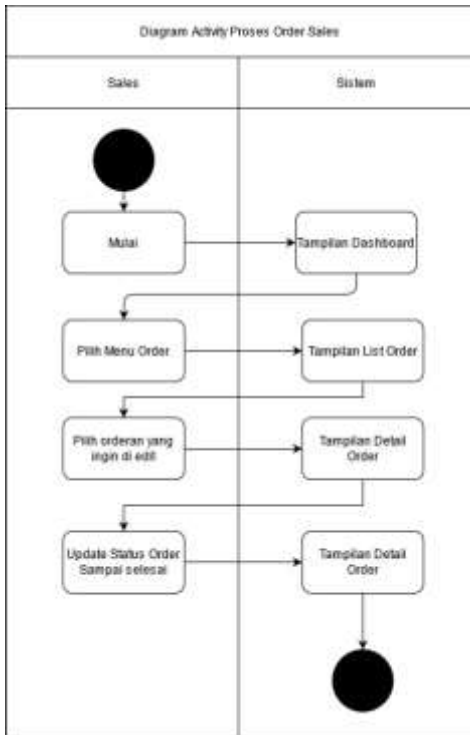 Diagram Activity Proses Order Sales
Sales
Sistem
Mulai
Tampilan Dashboard
Pilih Menu Order
Tampilan List Order
Pilih orderan yang
ingin di edit
Tampilan Detail
Order
Update Status Order
Sampai selesai
Tampilan Detail
Order